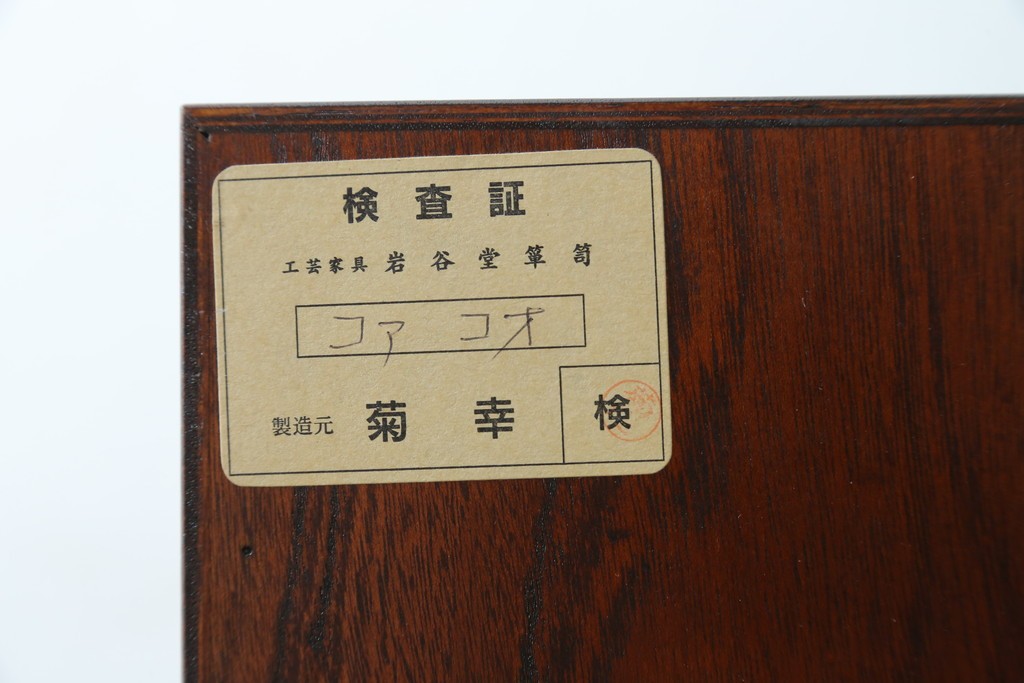 検査証
工芸家具 岩谷堂箪笥
コア コオ
製造元 菊幸 検